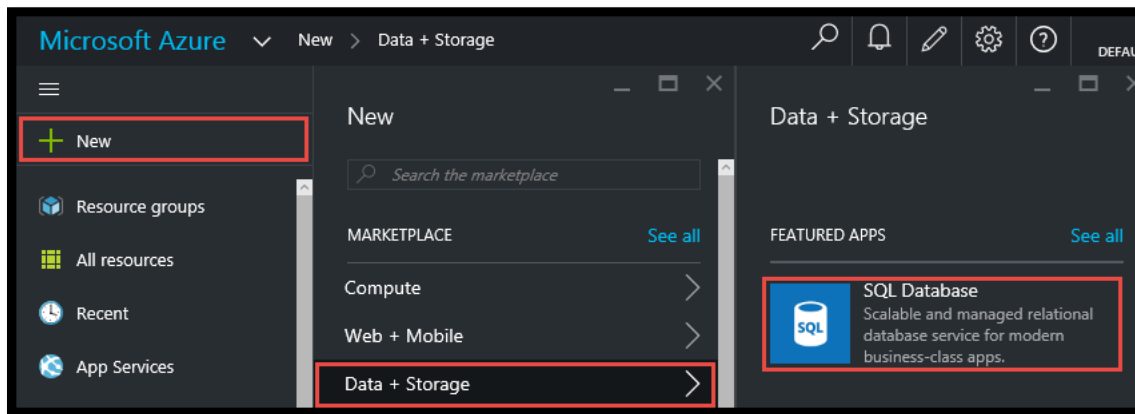 Microsoft Azure New > Data + Storage
DEFAU
New
Resource groups
All resources
Recent
App Services
New
Search the marketplace
MARKETPLACE See all
Compute
Web + Mobile
Data + Storage
Data + Storage
FEATURED APPS See all
SQL
SQL Database
Scalable and managed relational
database service for modern
business-class apps.